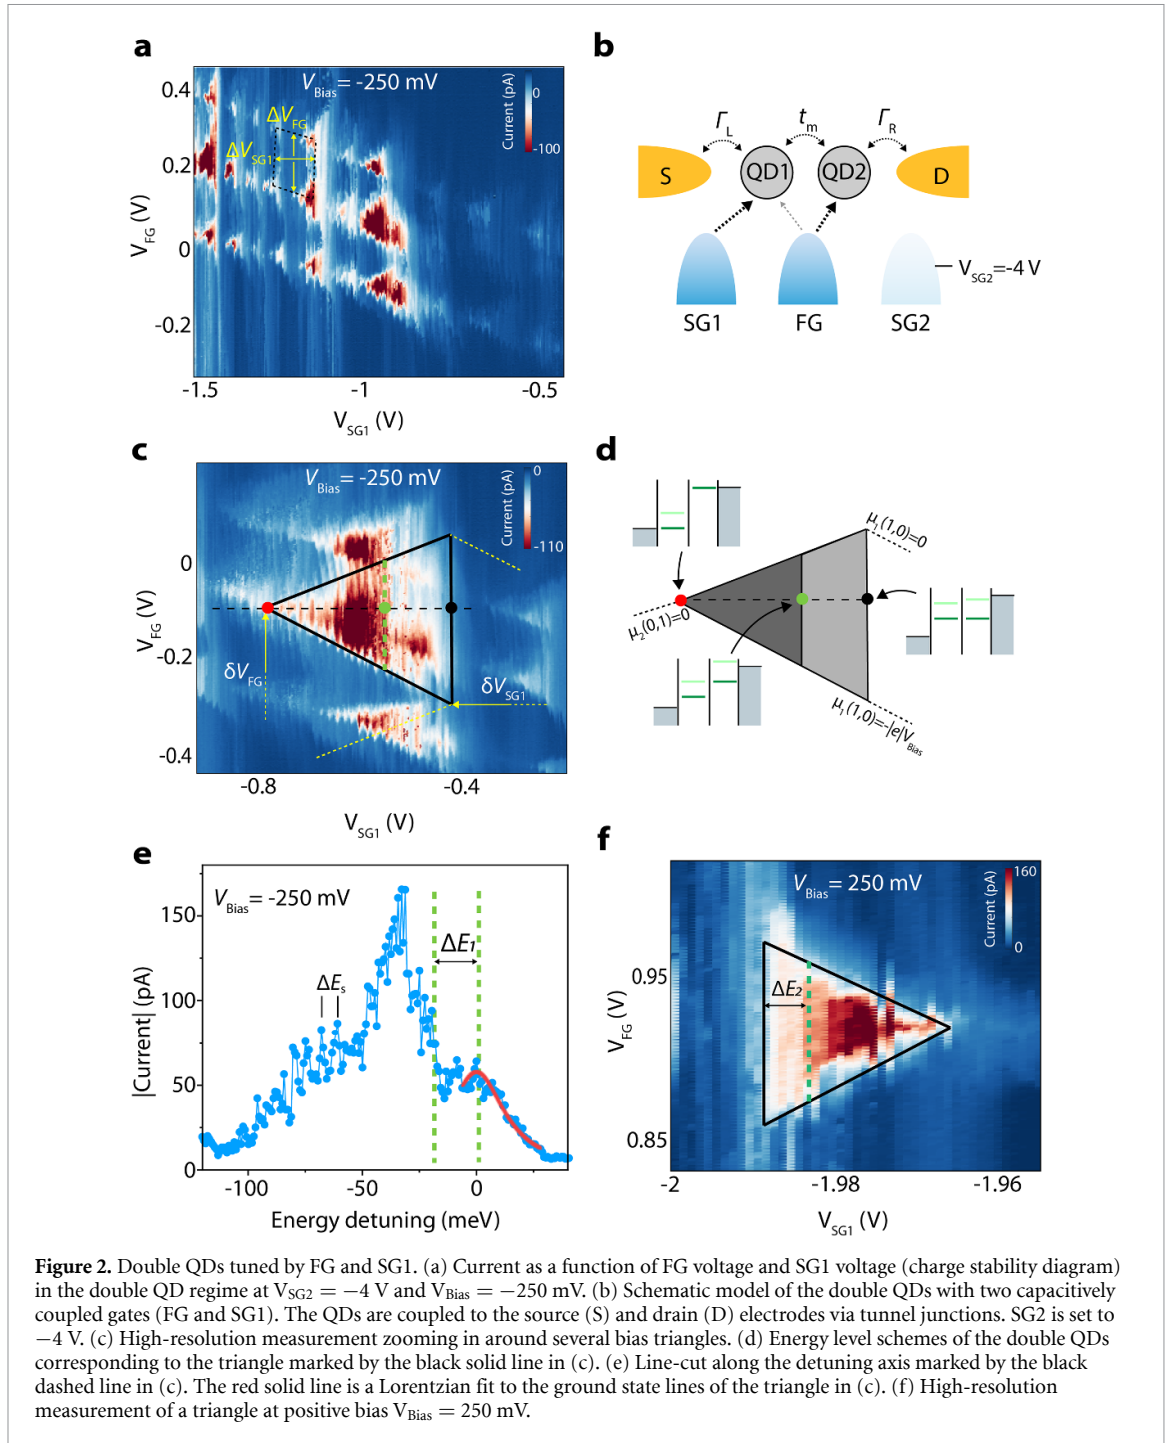 a
V_Bias = -250 mV
Current (pA)
0
-100
ΔV_FG
ΔV_SG1
0.4
0.2
0
-0.2
V_FG (V)
-1.5
-1
-0.5
V_SG1 (V)
b
Γ_L
t_m
Γ_R
S
QD1
QD2
D
V_SG2=-4 V
SG1
FG
SG2
c
V_Bias = -250 mV
Current (pA)
0
-110
0
-0.2
-0.4
V_FG (V)
δV_FG
δV_SG1
-0.8
-0.4
V_SG1 (V)
d
μ_1(1,0)=0
μ_2(0,1)=0
μ_1(1,0)=-|e|V_Bias
e
V_Bias = -250 mV
ΔE_1
ΔE_s
150
100
50
0
|Current| (pA)
-100
-50
0
Energy detuning (meV)
f
V_Bias = 250 mV
Current (pA)
160
0
ΔE_2
0.95
0.85
V_FG (V)
-2
-1.98
-1.96
V_SG1 (V)
Figure 2. Double QDs tuned by FG and SG1. (a) Current as a function of FG voltage and SG1 voltage (charge stability diagram)
in the double QD regime at V_SG2 = −4 V and V_Bias = −250 mV. (b) Schematic model of the double QDs with two capacitively
coupled gates (FG and SG1). The QDs are coupled to the source (S) and drain (D) electrodes via tunnel junctions. SG2 is set to
−4 V. (c) High-resolution measurement zooming in around several bias triangles. (d) Energy level schemes of the double QDs
corresponding to the triangle marked by the black solid line in (c). (e) Line-cut along the detuning axis marked by the black
dashed line in (c). The red solid line is a Lorentzian fit to the ground state lines of the triangle in (c). (f) High-resolution
measurement of a triangle at positive bias V_Bias = 250 mV.